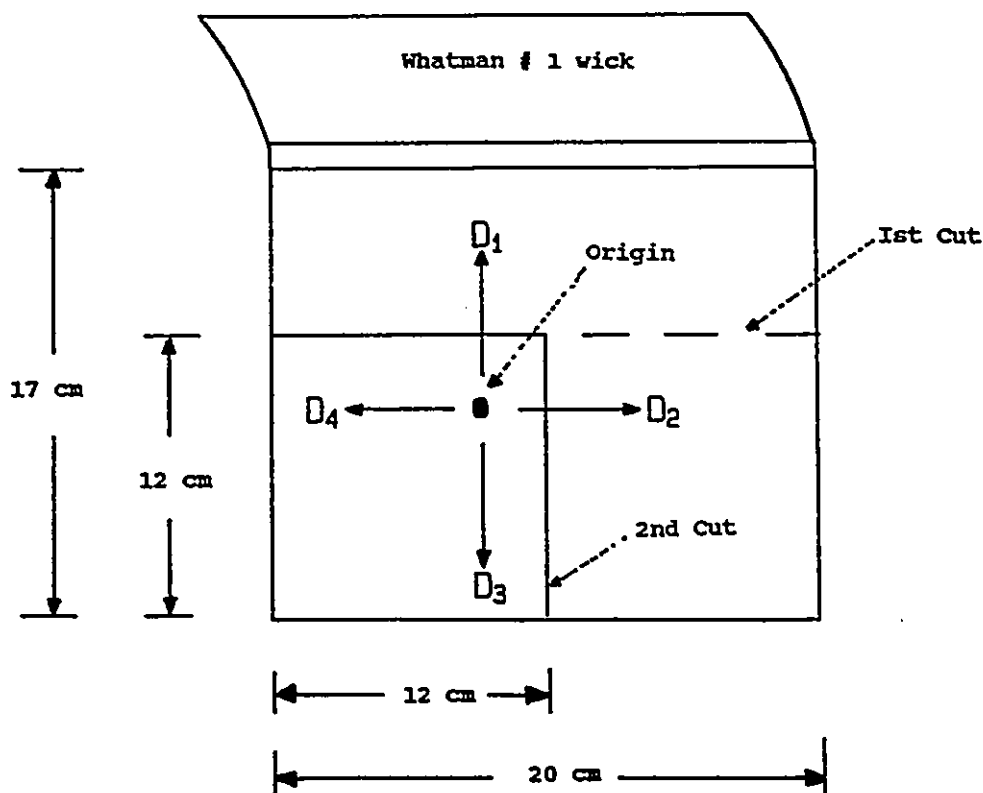 Whatman # 1 wick
D1
Origin
Ist Cut
17 cm
D4
D2
12 cm
2nd Cut
D3
12 cm
20 cm